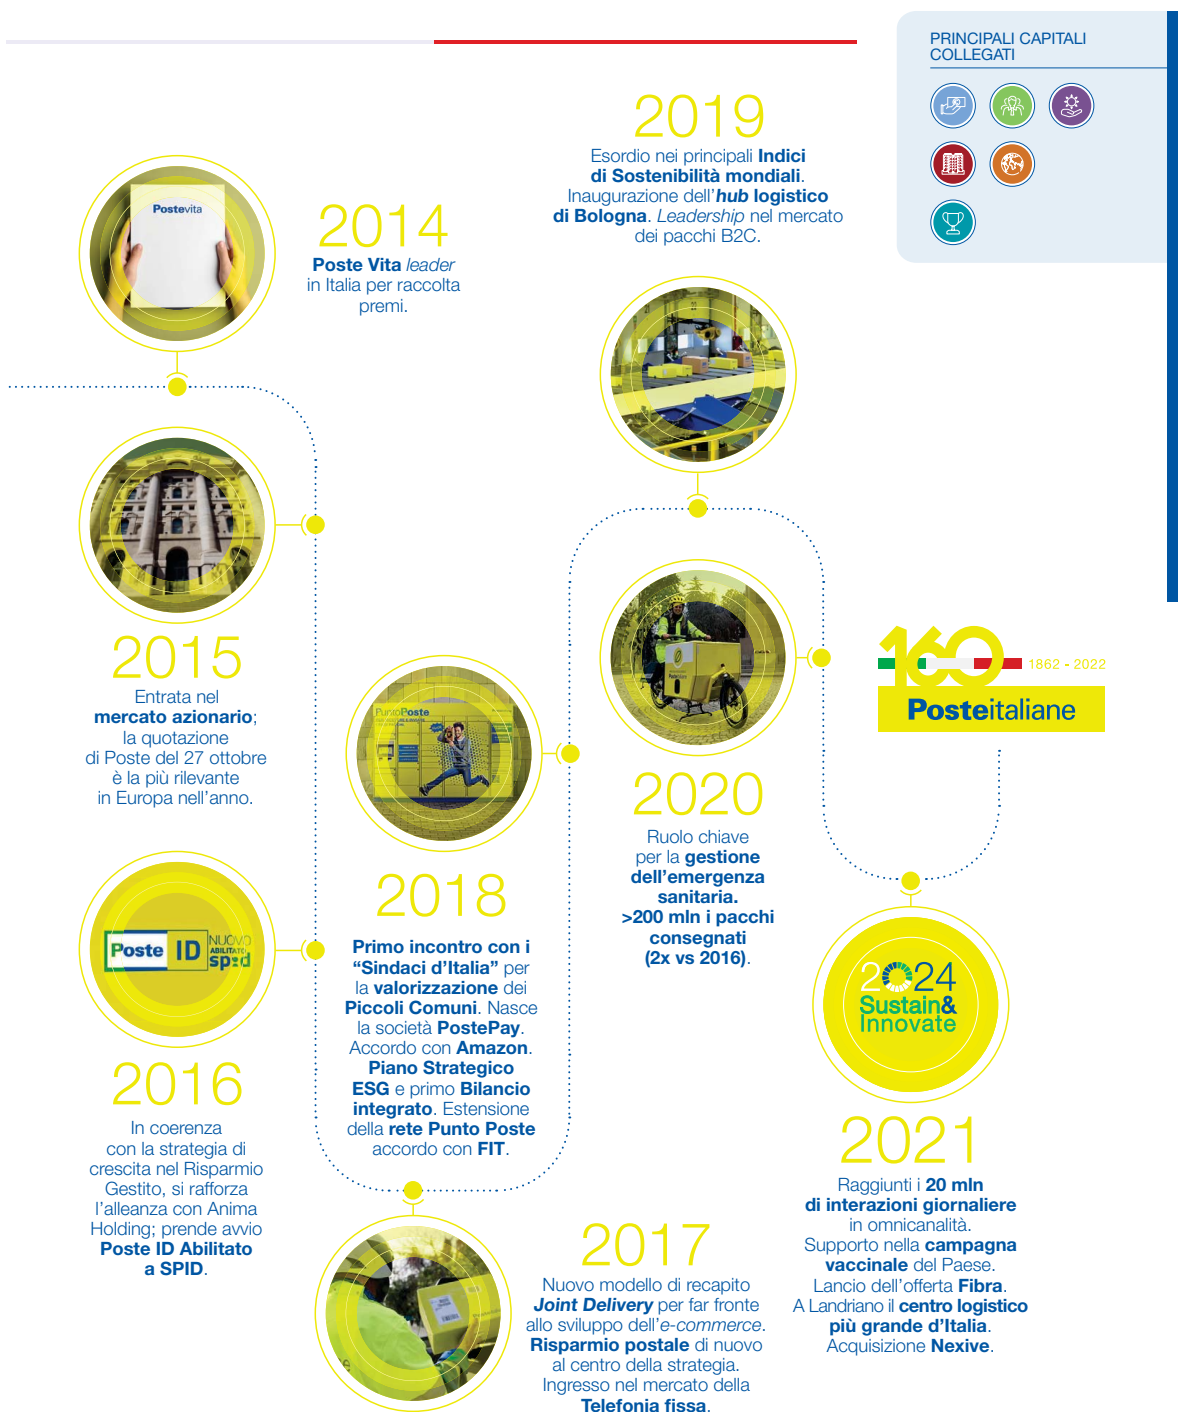 PRINCIPALI CAPITALI
COLLEGATI
Postevita
2014
Poste Vita leader
in Italia per raccolta
premi.
2015
Entrata nel
mercato azionario;
la quotazione
di Poste del 27 ottobre
è la più rilevante
in Europa nell'anno.
Poste ID NUOVO
ABILITATO
spid
2016
In coerenza
con la strategia di
crescita nel Risparmio
Gestito, si rafforza
l'alleanza con Anima
Holding; prende avvio
Poste ID Abilitato
a SPID.
2017
Nuovo modello di recapito
Joint Delivery per far fronte
allo sviluppo dell'e-commerce.
Risparmio postale di nuovo
al centro della strategia.
Ingresso nel mercato della
Telefonia fissa.
PuntoPoste
2018
Primo incontro con i
“Sindaci d'Italia” per
la valorizzazione dei
Piccoli Comuni. Nasce
la società PostePay.
Accordo con Amazon.
Piano Strategico
ESG e primo Bilancio
integrato. Estensione
della rete Punto Poste
accordo con FIT.
2019
Esordio nei principali Indici
di Sostenibilità mondiali.
Inaugurazione dell'hub logistico
di Bologna. Leadership nel mercato
dei pacchi B2C.
2020
Ruolo chiave
per la gestione
dell'emergenza
sanitaria.
>200 mln i pacchi
consegnati
(2x vs 2016).
2024
Sustain&
Innovate
2021
Raggiunti i 20 mln
di interazioni giornaliere
in omnicanalità.
Supporto nella campagna
vaccinale del Paese.
Lancio dell'offerta Fibra.
A Landriano il centro logistico
più grande d'Italia.
Acquisizione Nexive.
160
1862 - 2022
Posteitaliane